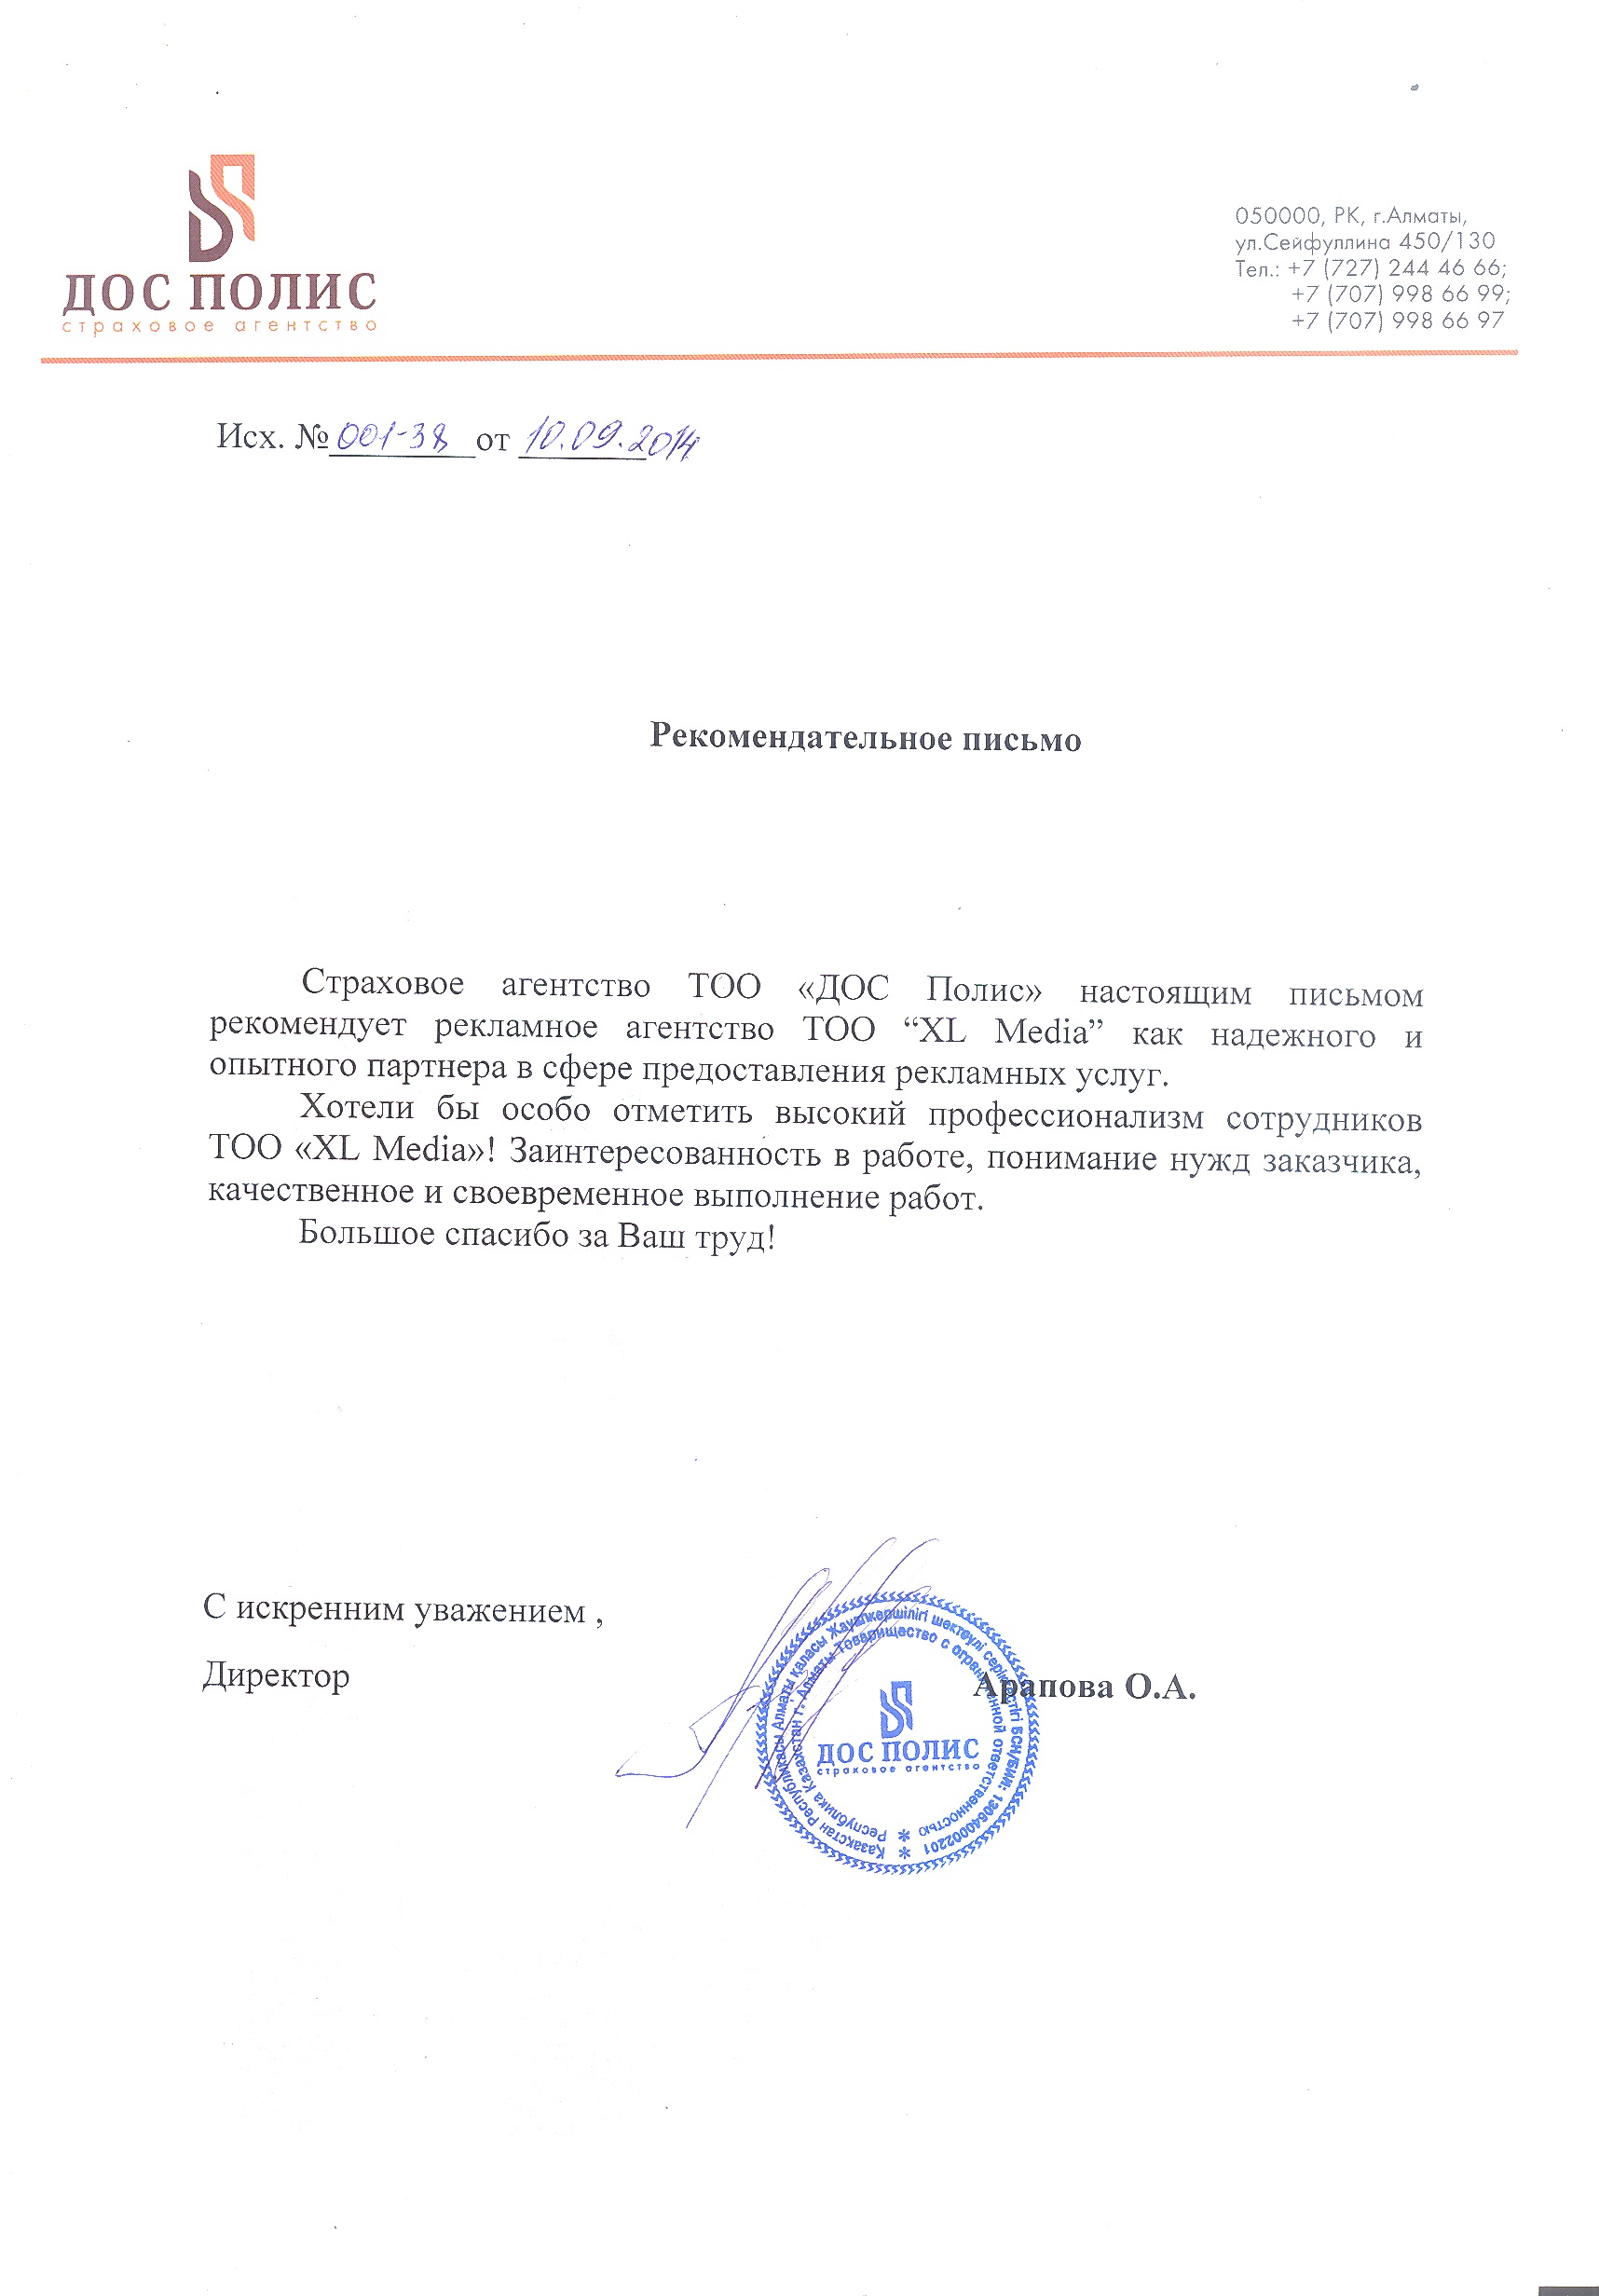 ДОС ПОЛИС
страховое агентство
050000, РК, г.Алматы,
ул.Сейфуллина 450/130
Тел.: +7 (727) 244 46 66;
+7 (707) 998 66 99;
+7 (707) 998 66 97
Исх. № 001-38 от 10.09.2014
Рекомендательное письмо
Страховое агентство ТОО «ДОС Полис» настоящим письмом
рекомендует рекламное агентство ТОО “XL Media” как надежного и
опытного партнера в сфере предоставления рекламных услуг.
Хотели бы особо отметить высокий профессионализм сотрудников
ТОО «XL Media»! Заинтересованность в работе, понимание нужд заказчика,
качественное и своевременное выполнение работ.
Большое спасибо за Ваш труд!
С искренним уважением ,
Директор
Арапова О.А.
Қазақстан Республикасы Алматы қаласы Жауапкершілігі шектеулі серіктестігі БСН/БИН:
Республика Казахстан г. Алматы Товарищество с ограниченной ответственностью
ДОС ПОЛИС
страховое агентство